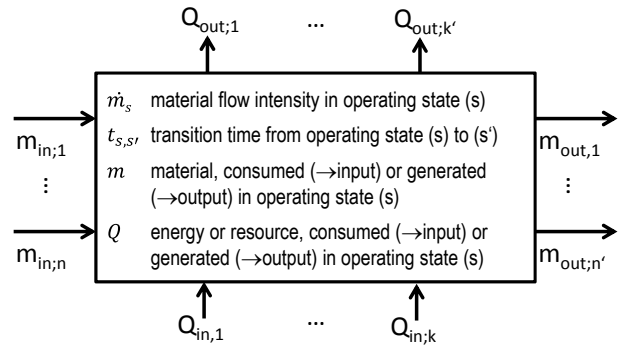 Q_out;1 ... Q_out;k‘
ṁ_s material flow intensity in operating state (s)
m_in;1
t_s,s′ transition time from operating state (s) to (s‘)
m_out,1
m material, consumed (→input) or generated
(→output) in operating state (s)
⋮ ⋮
Q energy or resource, consumed (→input) or
generated (→output) in operating state (s)
m_in;n m_out;n‘
Q_in,1 ... Q_in;k